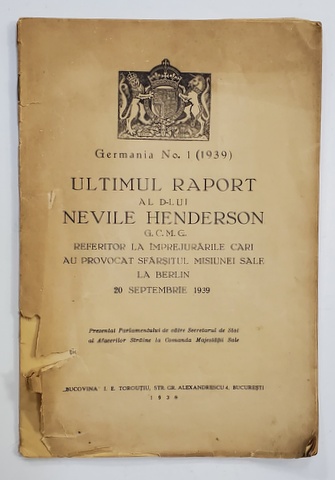 Germania No. 1 (1939)
ULTIMUL RAPORT
AL D-LUI
NEVILE HENDERSON
G. C. M. G.
REFERITOR LA ÎMPREJURĂRILE CARI
AU PROVOCAT SFÂRȘITUL MISIUNEI SALE
LA BERLIN
20 SEPTEMBRIE 1939
Prezentat Parlamentului de către Secretarul de Stat
al Afacerilor Străine la Comanda Majestății Sale
„BUCOVINA" I. E. TOROUȚIU, STR. GR. ALEXANDRESCU 4, BUCUREȘTI
1939